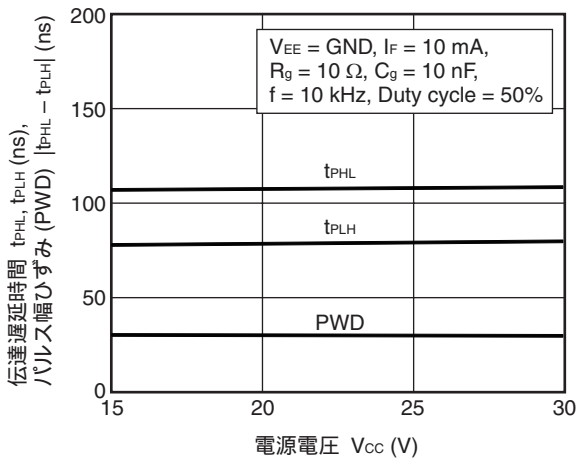 伝達遅延時間 tPHL, tPLH (ns),
パルス幅ひずみ (PWD) |tPHL – tPLH| (ns)
200
150
100
50
0
VEE = GND, IF = 10 mA,
Rg = 10 Ω, Cg = 10 nF,
f = 10 kHz, Duty cycle = 50%
tPHL
tPLH
PWD
15 20 25 30
電源電圧 VCC (V)